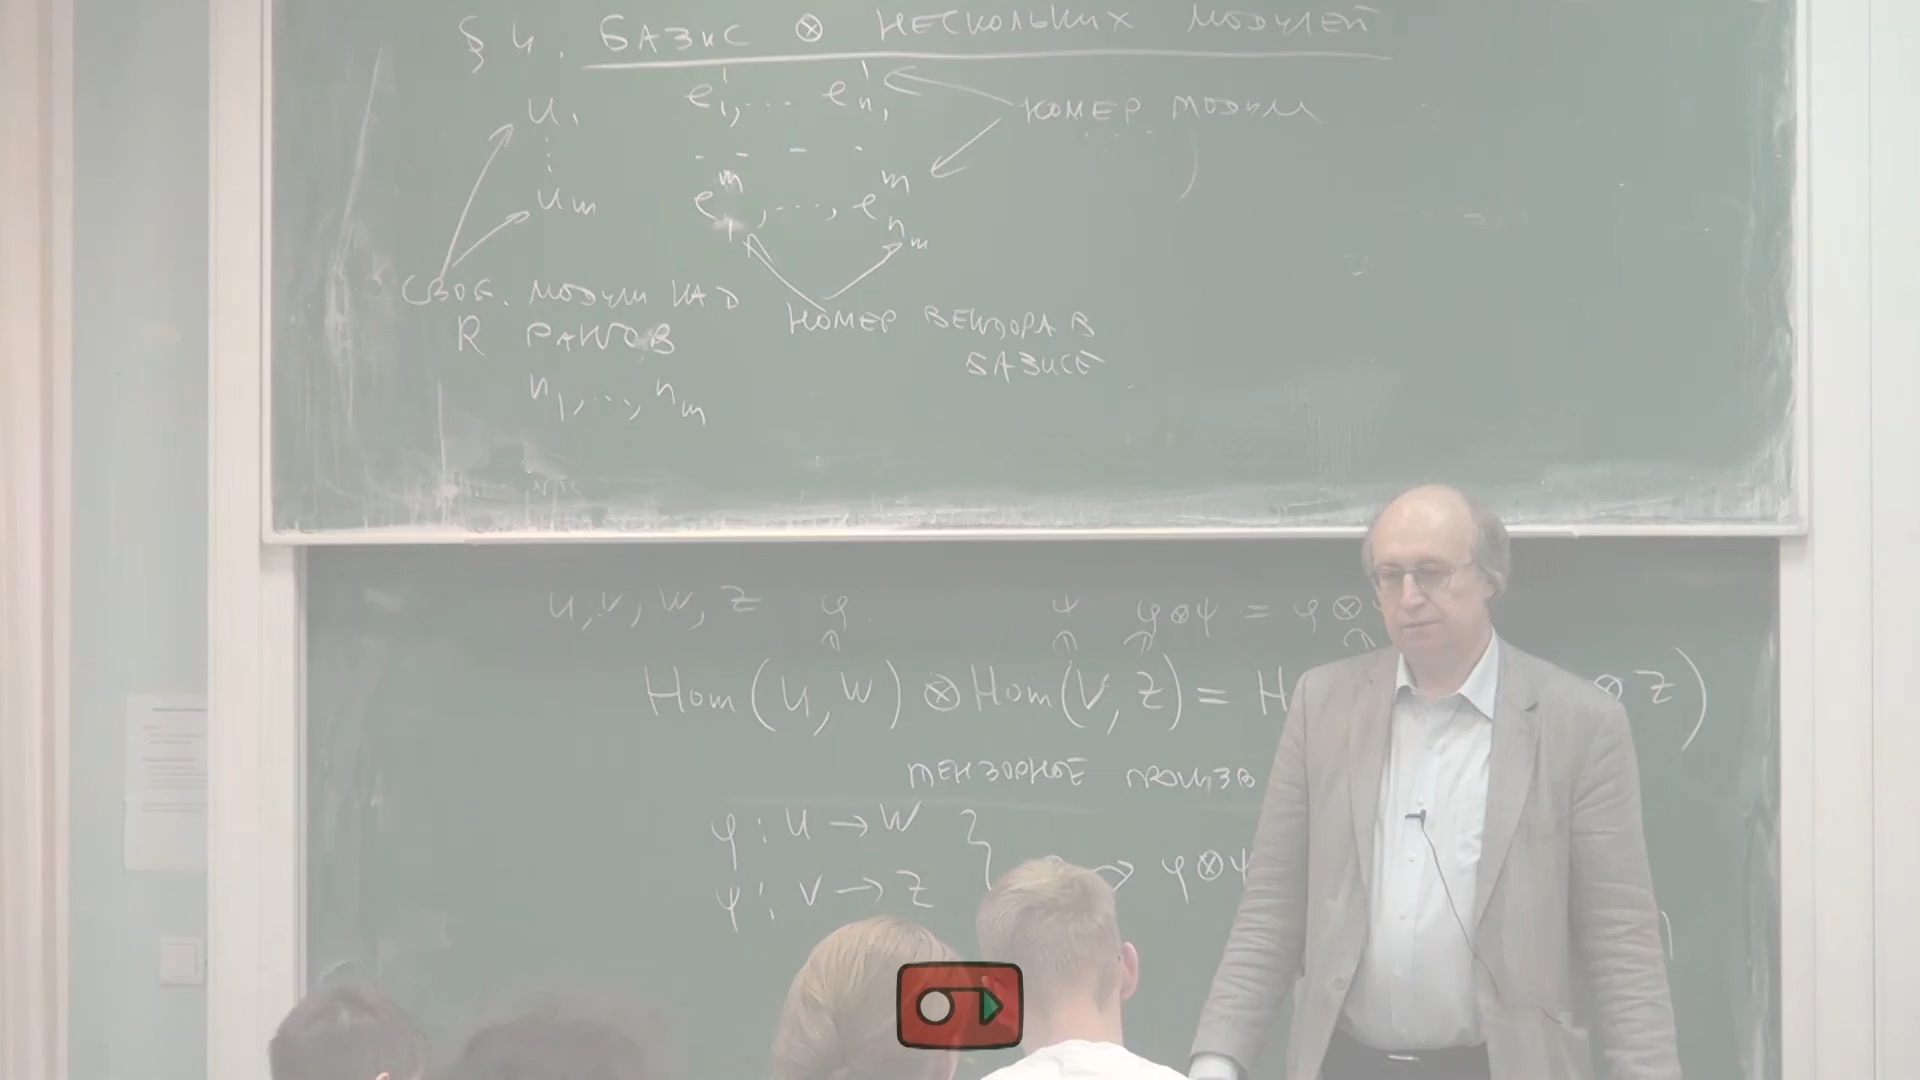 § 4. БАЗИС ⊗ НЕСКОЛЬКИХ МОДУЛЕЙ
U₁ e¹₁, ... e¹ₙ₁ НОМЕР МОДУЛЯ
⋮ - - - -
Uₘ eᵐ₁, ..., eᵐₙₘ
СВОБ. МОДУЛИ НАД
R РАНГОВ НОМЕР ВЕКТОРА В
БАЗИСЕ
n₁, ..., nₘ
U, V, W, Z φ ψ φ⊗ψ = φ⊗
Hom(U, W) ⊗ Hom(V, Z) = H ⊗ Z)
ТЕНЗОРНОЕ ПРОИЗВ
φ : U → W
ψ : V → Z ⇒ φ⊗ψ